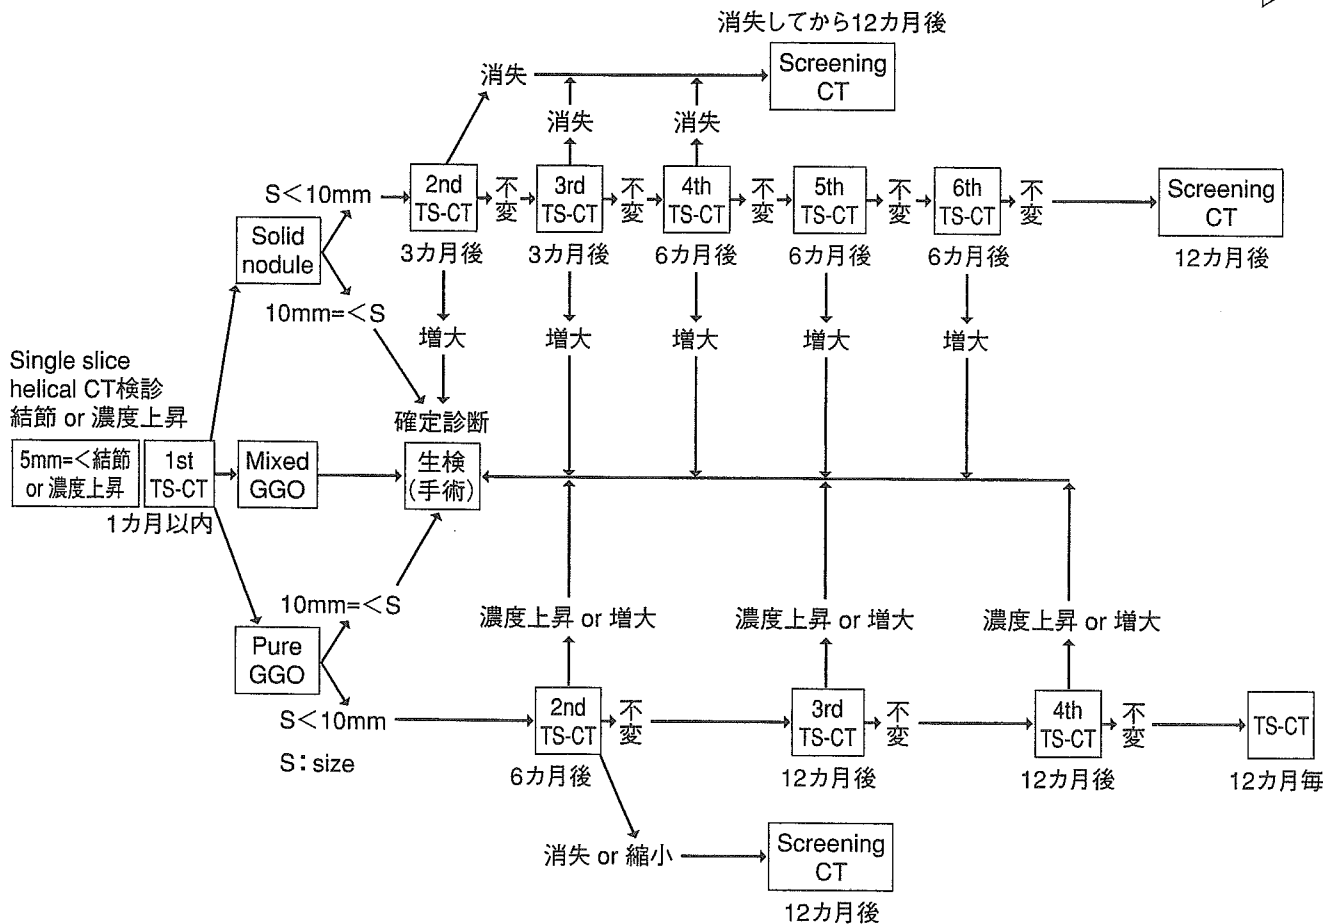 消失してから12カ月後
Screening
CT
消失
消失
消失
S<10mm
2nd
TS-CT
不変
3rd
TS-CT
不変
4th
TS-CT
不変
5th
TS-CT
不変
6th
TS-CT
不変
Screening
CT
3カ月後
3カ月後
6カ月後
6カ月後
6カ月後
12カ月後
Solid
nodule
10mm=<S
増大
増大
増大
増大
増大
Single slice
helical CT検診
結節 or 濃度上昇
5mm=<結節
or 濃度上昇
1st
TS-CT
1カ月以内
Mixed
GGO
確定診断
生検
(手術)
10mm=<S
Pure
GGO
S<10mm
S：size
濃度上昇 or 増大
濃度上昇 or 増大
濃度上昇 or 増大
2nd
TS-CT
不変
3rd
TS-CT
不変
4th
TS-CT
不変
TS-CT
6カ月後
12カ月後
12カ月後
12カ月毎
消失 or 縮小
Screening
CT
12カ月後